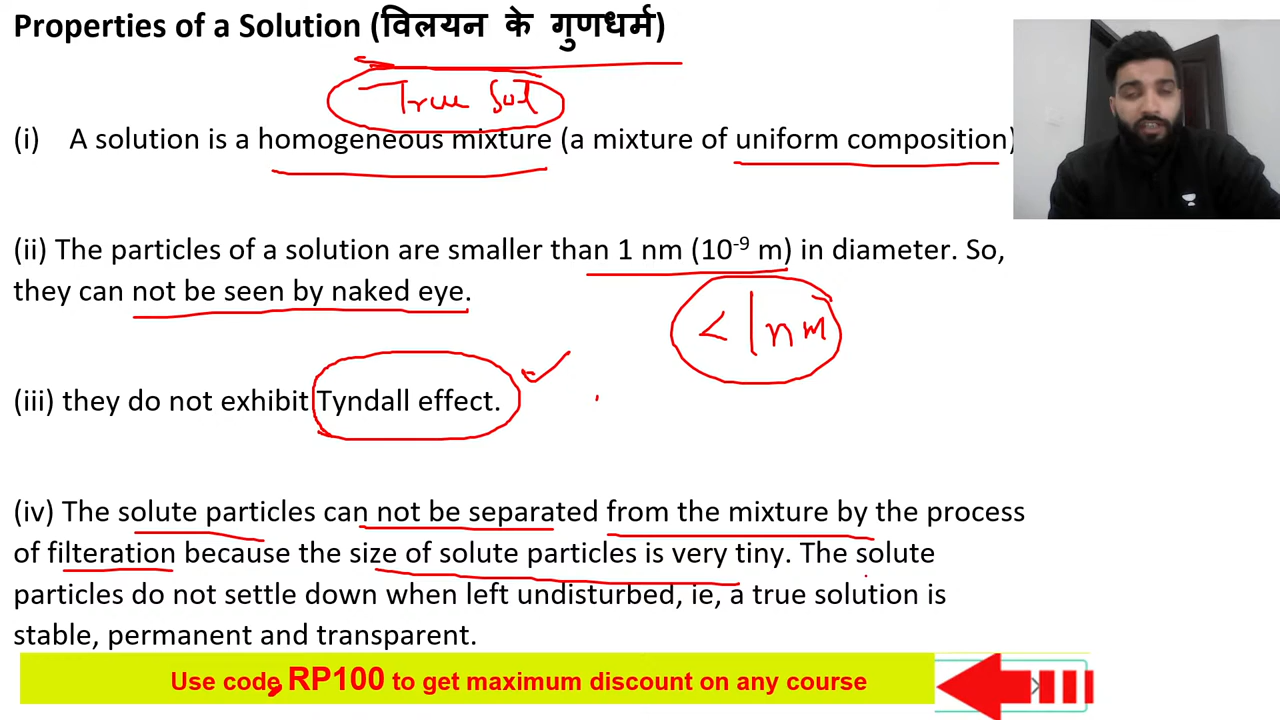 Properties of a Solution (विलयन के गुणधर्म)
True Sol
(i) A solution is a homogeneous mixture (a mixture of uniform composition)
(ii) The particles of a solution are smaller than 1 nm (10⁻⁹ m) in diameter. So,
they can not be seen by naked eye.
< 1 nm
(iii) they do not exhibit Tyndall effect.
(iv) The solute particles can not be separated from the mixture by the process
of filteration because the size of solute particles is very tiny. The solute
particles do not settle down when left undisturbed, ie, a true solution is
stable, permanent and transparent.
Use code RP100 to get maximum discount on any course